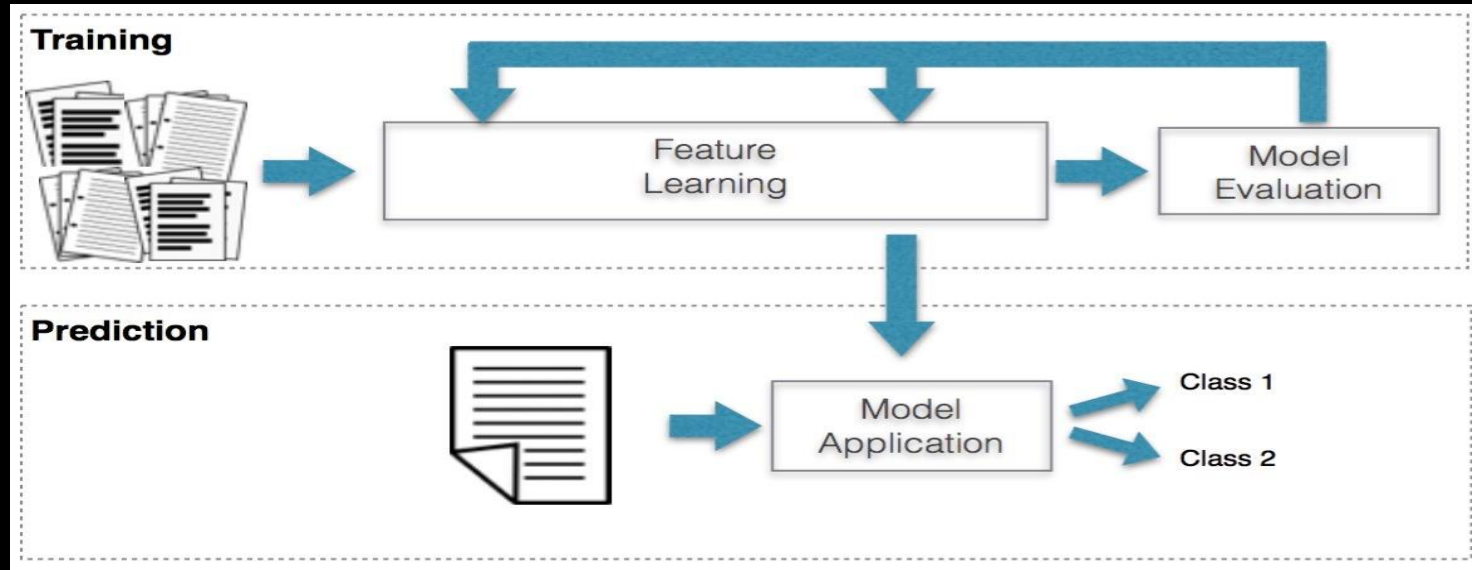 Training
Feature
Learning
Model
Evaluation
Prediction
Model
Application
Class 1
Class 2